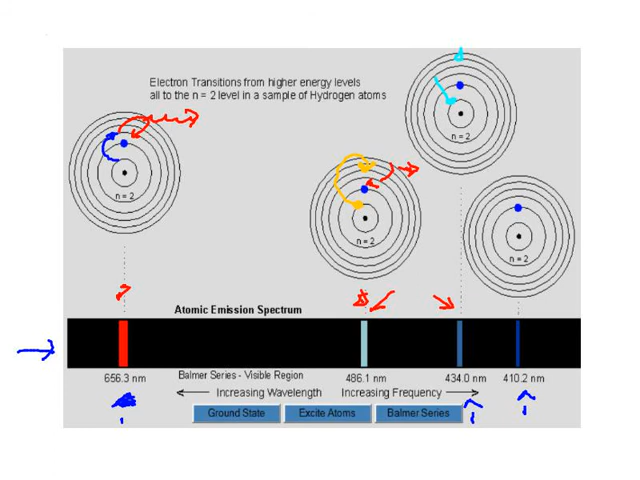 Electron Transitions from higher energy levels
all to the n = 2 level in a sample of Hydrogen atoms
n = 2
n = 2
n = 2
n = 2
Atomic Emission Spectrum
656.3 nm
Balmer Series - Visible Region
486.1 nm
434.0 nm
410.2 nm
Increasing Wavelength
Increasing Frequency
Ground State
Excite Atoms
Balmer Series